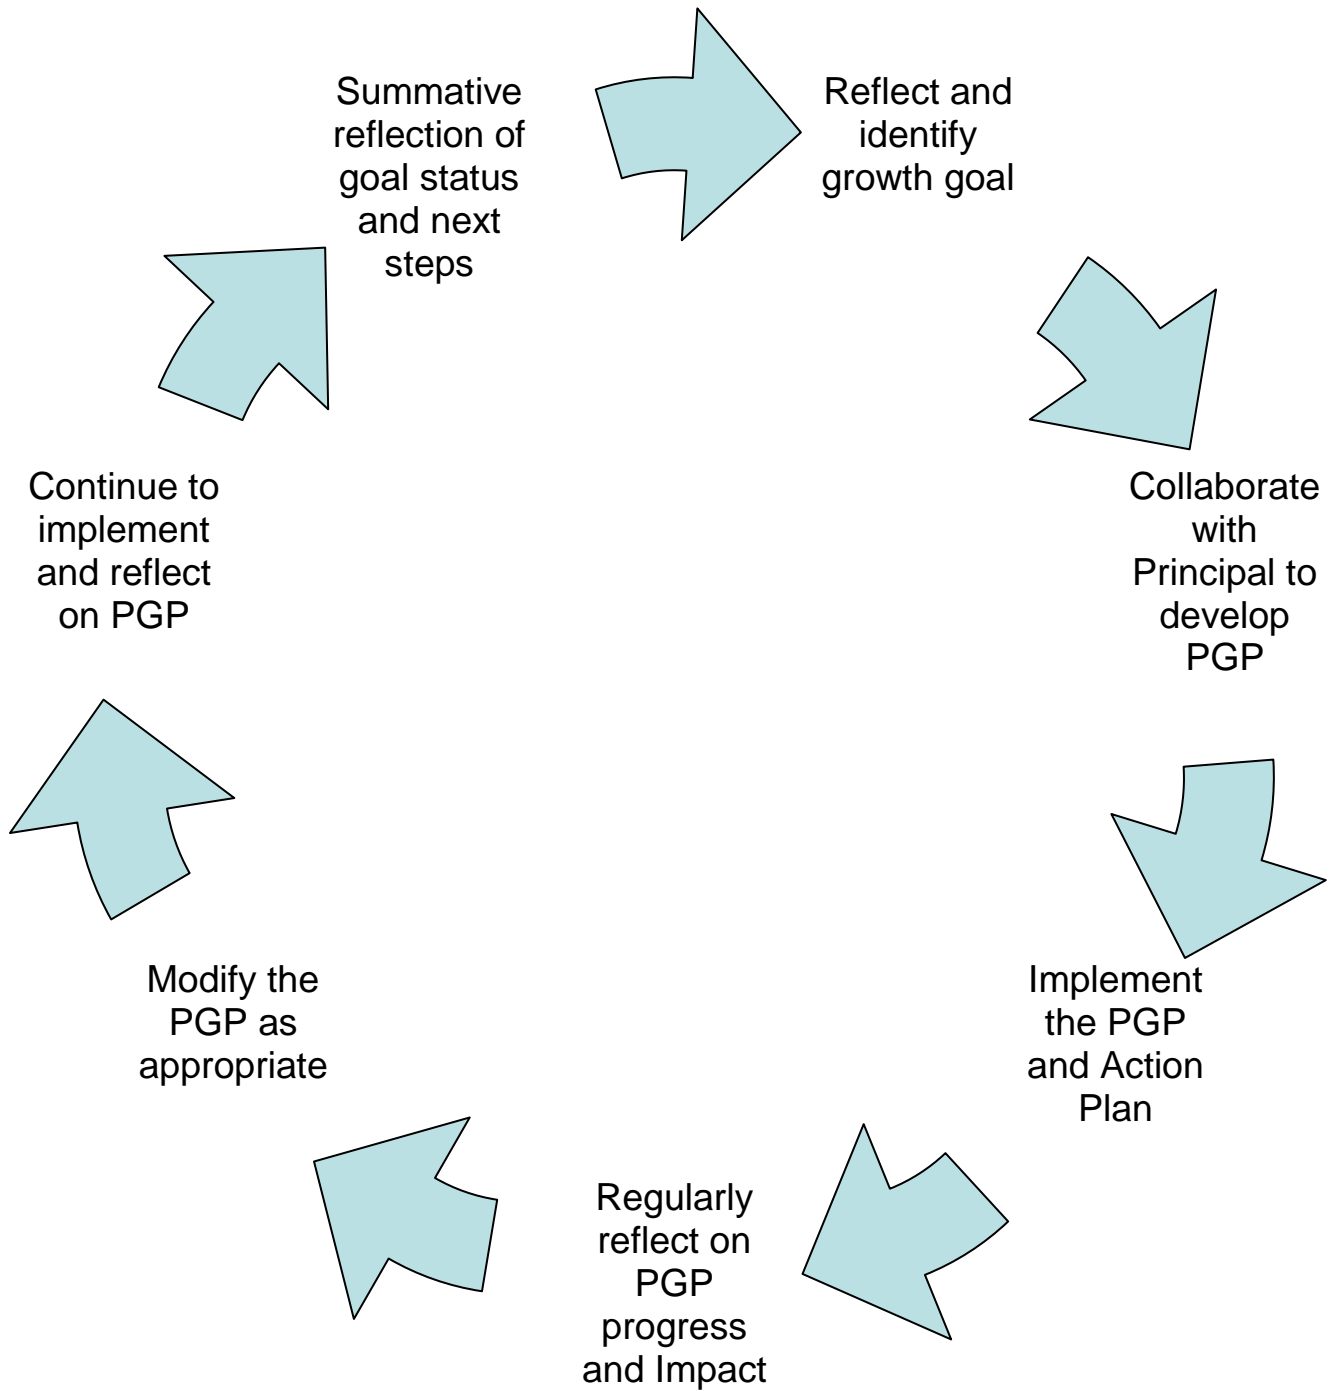 Summative
reflection of
goal status
and next
steps
Reflect and
identify
growth goal
Collaborate
with
Principal to
develop
PGP
Implement
the PGP
and Action
Plan
Regularly
reflect on
PGP
progress
and Impact
Modify the
PGP as
appropriate
Continue to
implement
and reflect
on PGP